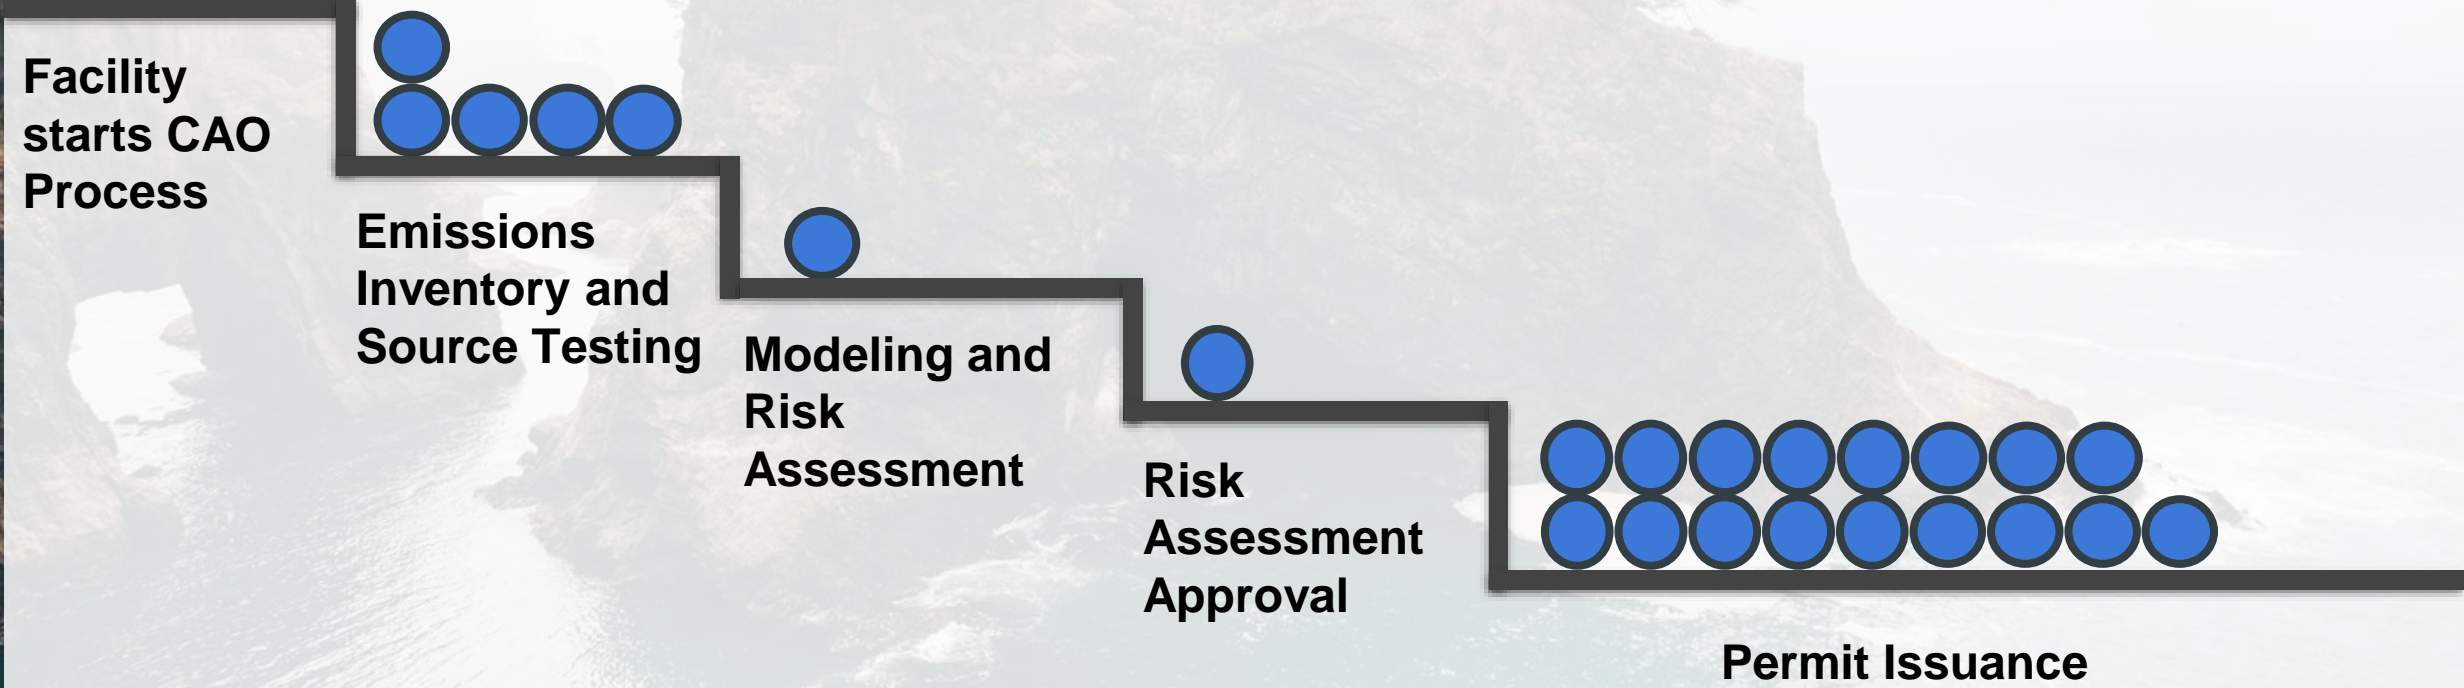 Facility
starts CAO
Process
Emissions
Inventory and
Source Testing
Modeling and
Risk
Assessment
Risk
Assessment
Approval
Permit Issuance